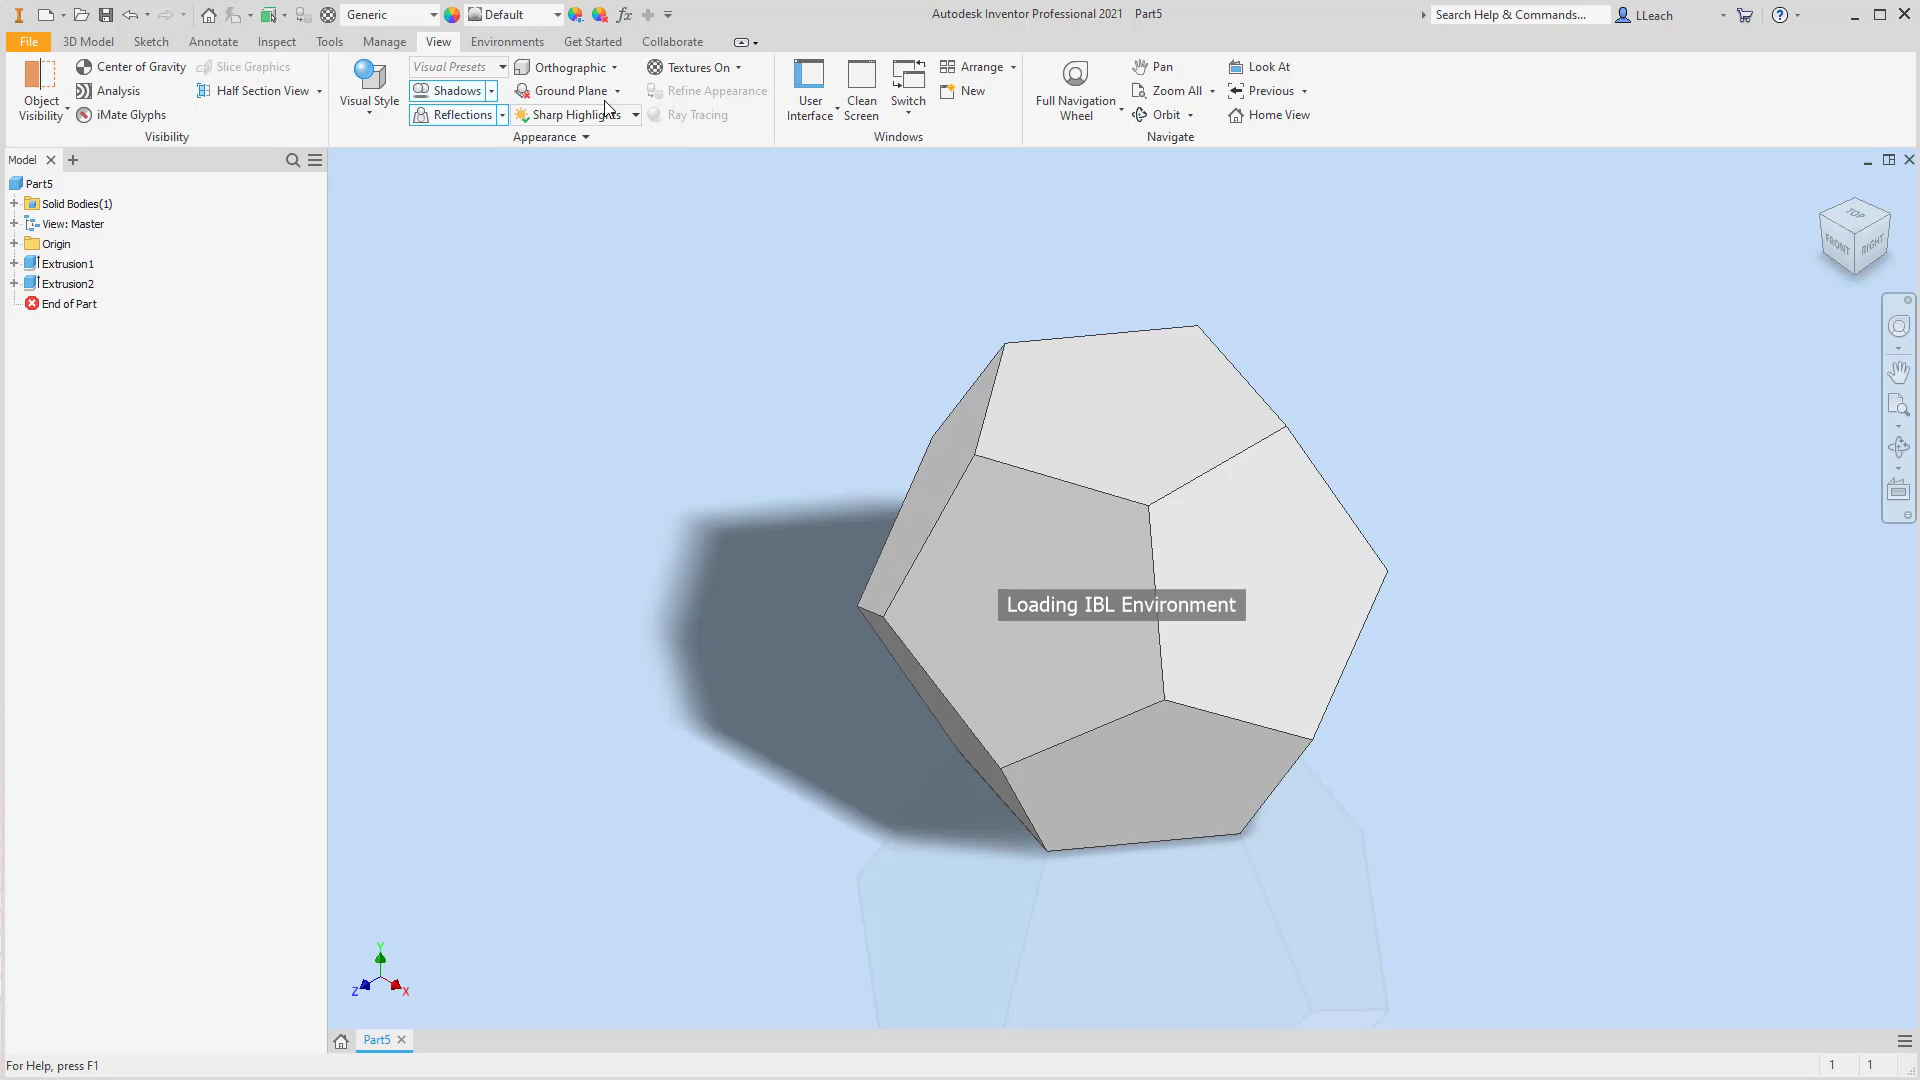 Generic
Default
fx
Autodesk Inventor Professional 2021 Part5
Search Help & Commands...
LLeach
File
3D Model
Sketch
Annotate
Inspect
Tools
Manage
View
Environments
Get Started
Collaborate
Object
Visibility
Center of Gravity
Analysis
iMate Glyphs
Slice Graphics
Half Section View
Visibility
Visual Style
Visual Presets
Shadows
Reflections
Orthographic
Ground Plane
Sharp Highlights
Textures On
Refine Appearance
Ray Tracing
Appearance
User
Interface
Clean
Screen
Switch
Arrange
New
Windows
Full Navigation
Wheel
Pan
Zoom All
Orbit
Look At
Previous
Home View
Navigate
Model
Part5
Solid Bodies(1)
View: Master
Origin
Extrusion1
Extrusion2
End of Part
TOP
FRONT
RIGHT
Loading IBL Environment
Y
Z
X
Part5
For Help, press F1
1
1